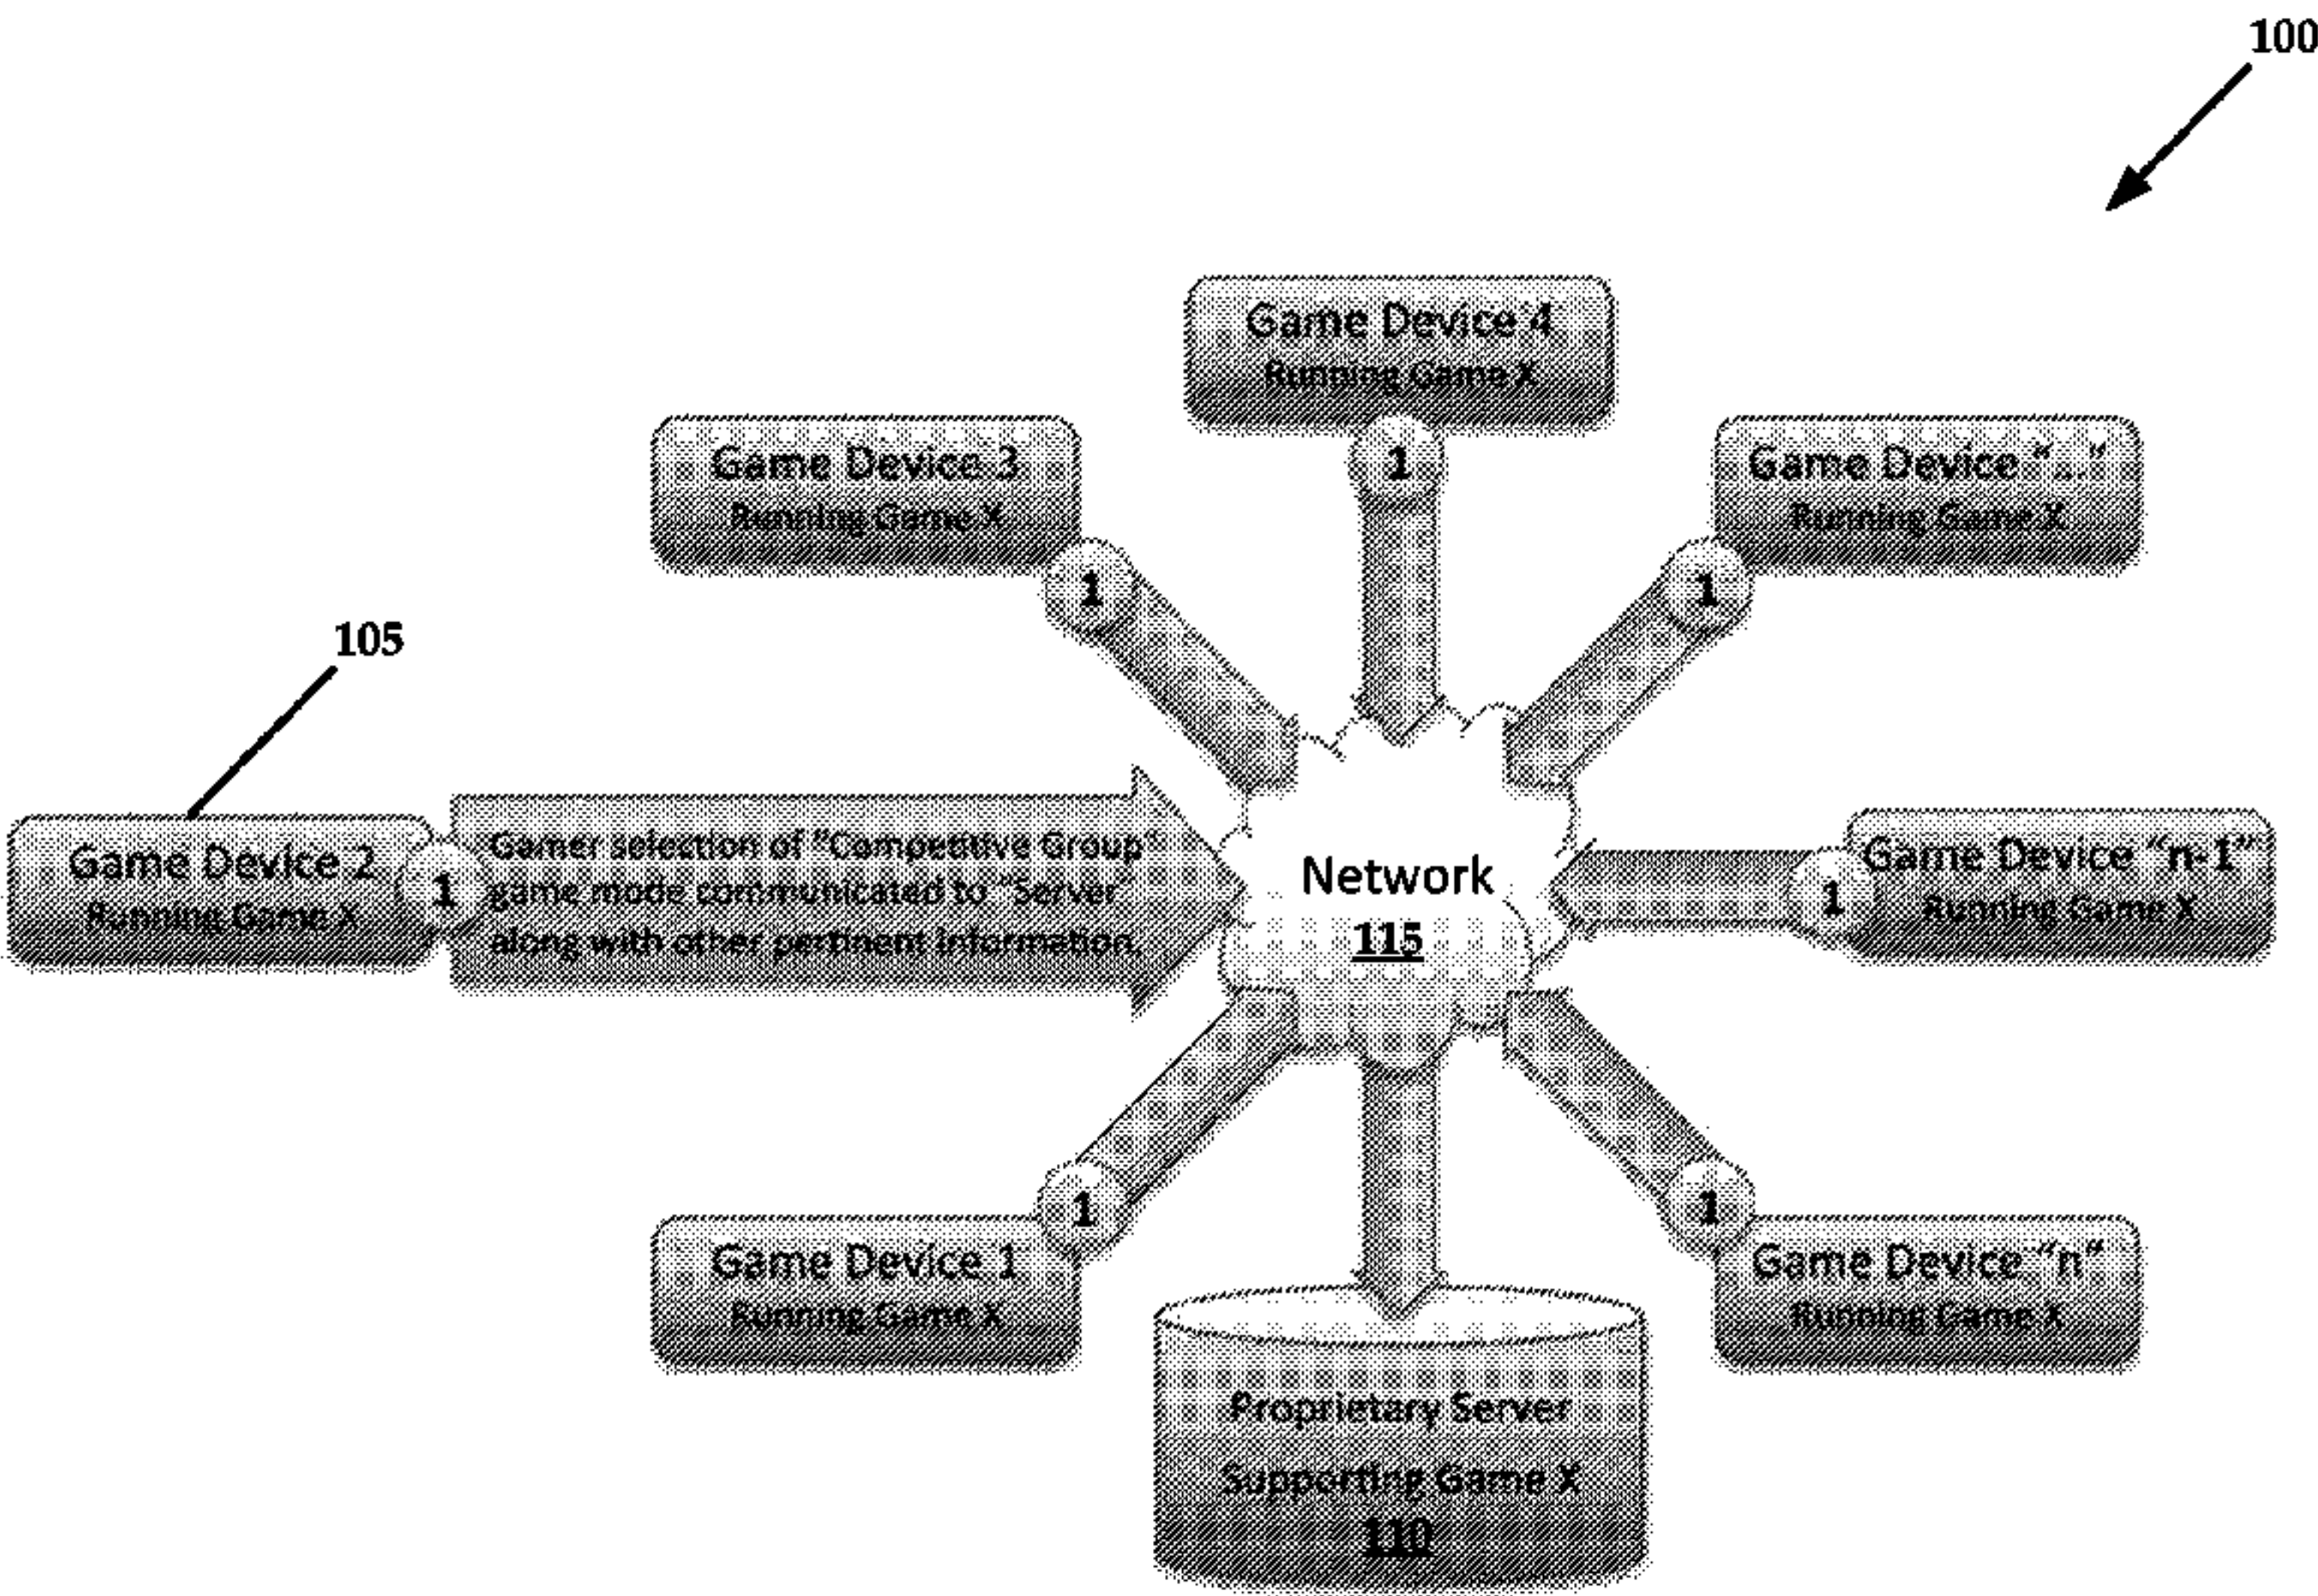 100
Game Device 4
Running Game X
1
Game Device 3
Running Game X
1
Game Device "..."
Running Game X
1
105
Game Device 2
Running Game X
1
Gamer selection of "Competitive Group"
game mode communicated to "Server"
along with other pertinent information.
Network
115
1
Game Device "n-1"
Running Game X
1
Game Device 1
Running Game X
1
Game Device "n"
Running Game X
Proprietary Server
Supporting Game X
110